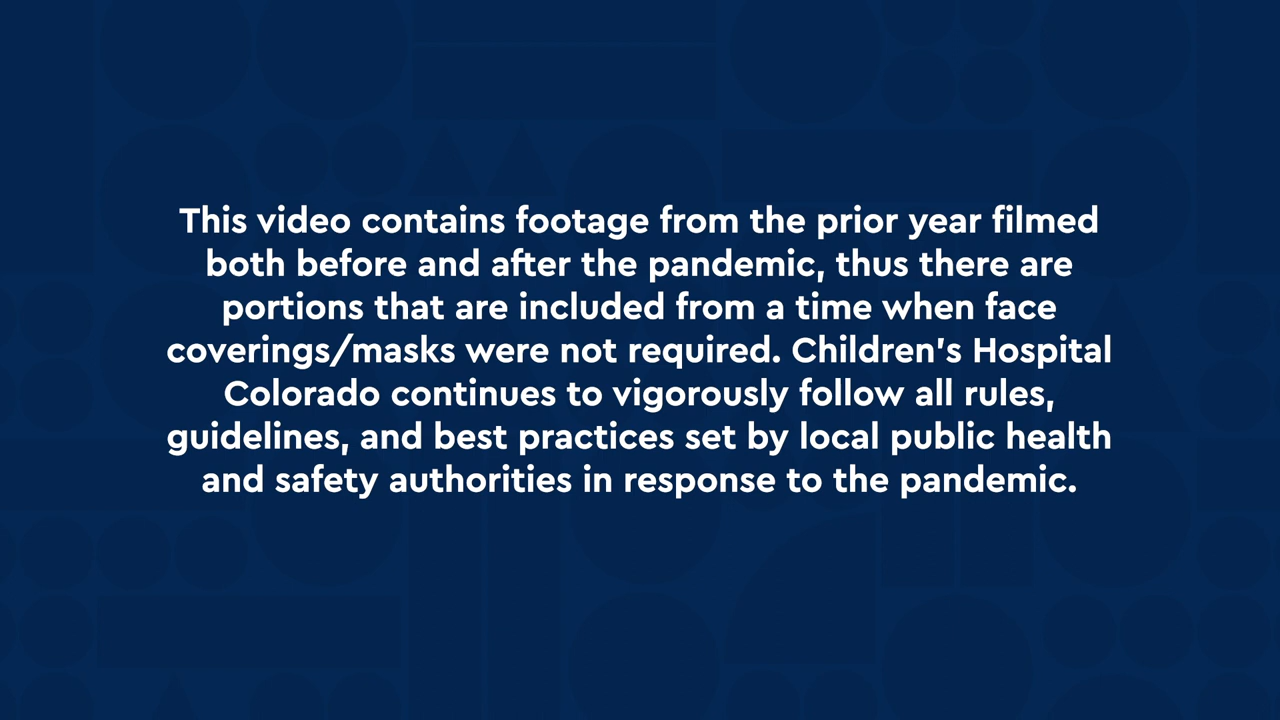 This video contains footage from the prior year filmed
both before and after the pandemic, thus there are
portions that are included from a time when face
coverings/masks were not required. Children's Hospital
Colorado continues to vigorously follow all rules,
guidelines, and best practices set by local public health
and safety authorities in response to the pandemic.